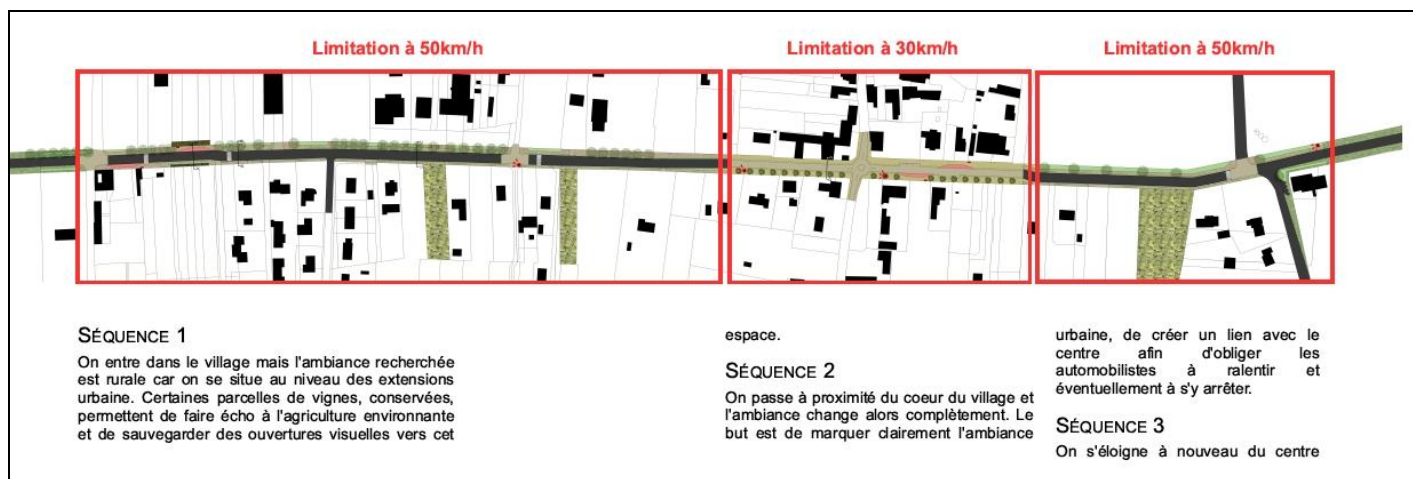 Limitation à 50km/h
Limitation à 30km/h
Limitation à 50km/h
SÉQUENCE 1
On entre dans le village mais l'ambiance recherchée
est rurale car on se situe au niveau des extensions
urbaine. Certaines parcelles de vignes, conservées,
permettent de faire écho à l'agriculture environnante
et de sauvegarder des ouvertures visuelles vers cet
espace.
SÉQUENCE 2
On passe à proximité du coeur du village et
l'ambiance change alors complètement. Le
but est de marquer clairement l'ambiance
urbaine, de créer un lien avec le
centre afin d'obliger les
automobilistes à ralentir et
éventuellement à s'y arrêter.
SÉQUENCE 3
On s'éloigne à nouveau du centre